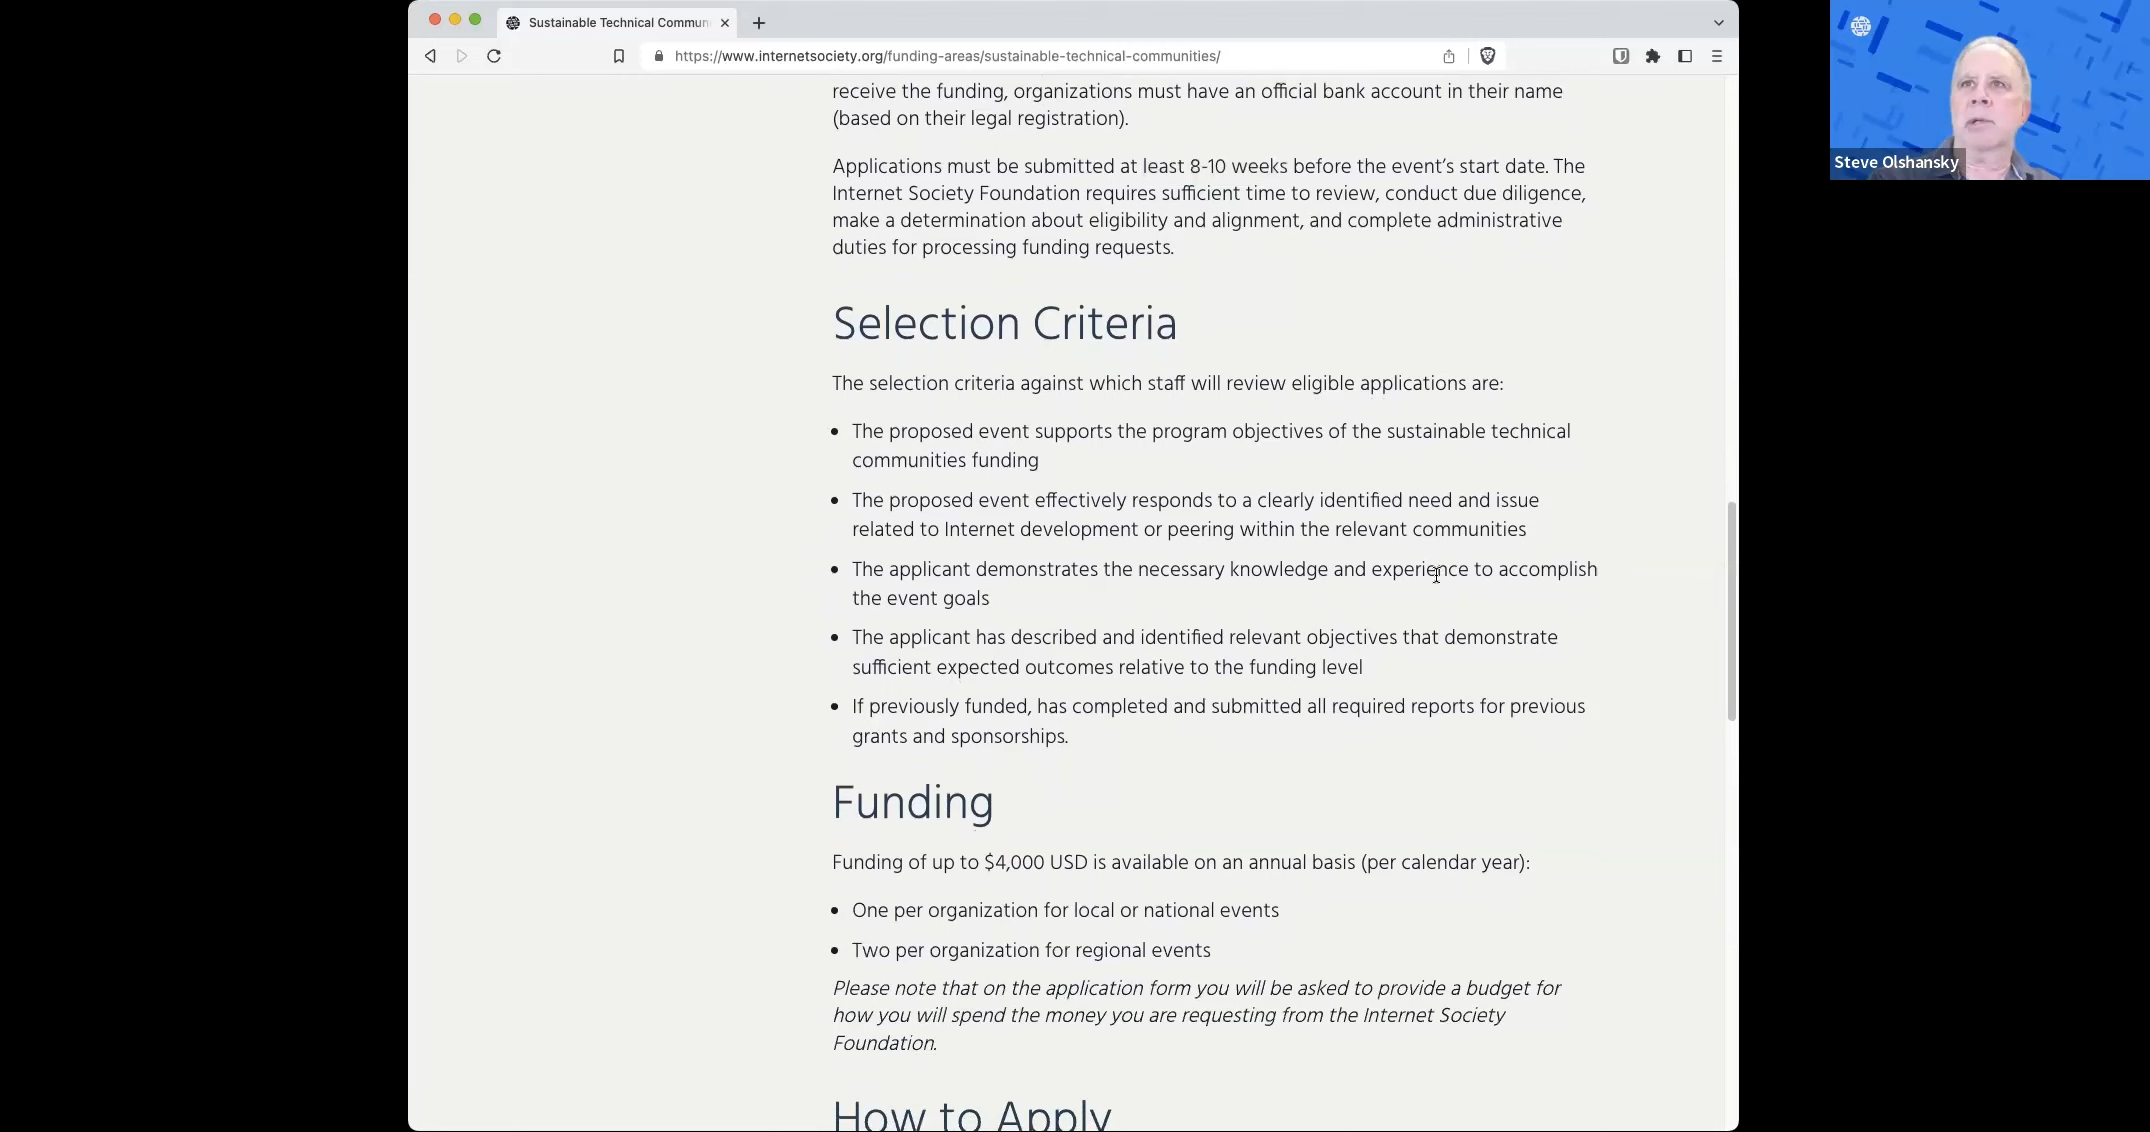 Sustainable Technical Commun
https://www.internetsociety.org/funding-areas/sustainable-technical-communities/
Steve Olshansky
receive the funding, organizations must have an official bank account in their name
(based on their legal registration).
Applications must be submitted at least 8-10 weeks before the event’s start date. The
Internet Society Foundation requires sufficient time to review, conduct due diligence,
make a determination about eligibility and alignment, and complete administrative
duties for processing funding requests.
Selection Criteria
The selection criteria against which staff will review eligible applications are:
• The proposed event supports the program objectives of the sustainable technical
communities funding
• The proposed event effectively responds to a clearly identified need and issue
related to Internet development or peering within the relevant communities
• The applicant demonstrates the necessary knowledge and experience to accomplish
the event goals
• The applicant has described and identified relevant objectives that demonstrate
sufficient expected outcomes relative to the funding level
• If previously funded, has completed and submitted all required reports for previous
grants and sponsorships.
Funding
Funding of up to $4,000 USD is available on an annual basis (per calendar year):
• One per organization for local or national events
• Two per organization for regional events
Please note that on the application form you will be asked to provide a budget for
how you will spend the money you are requesting from the Internet Society
Foundation.
How to Apply